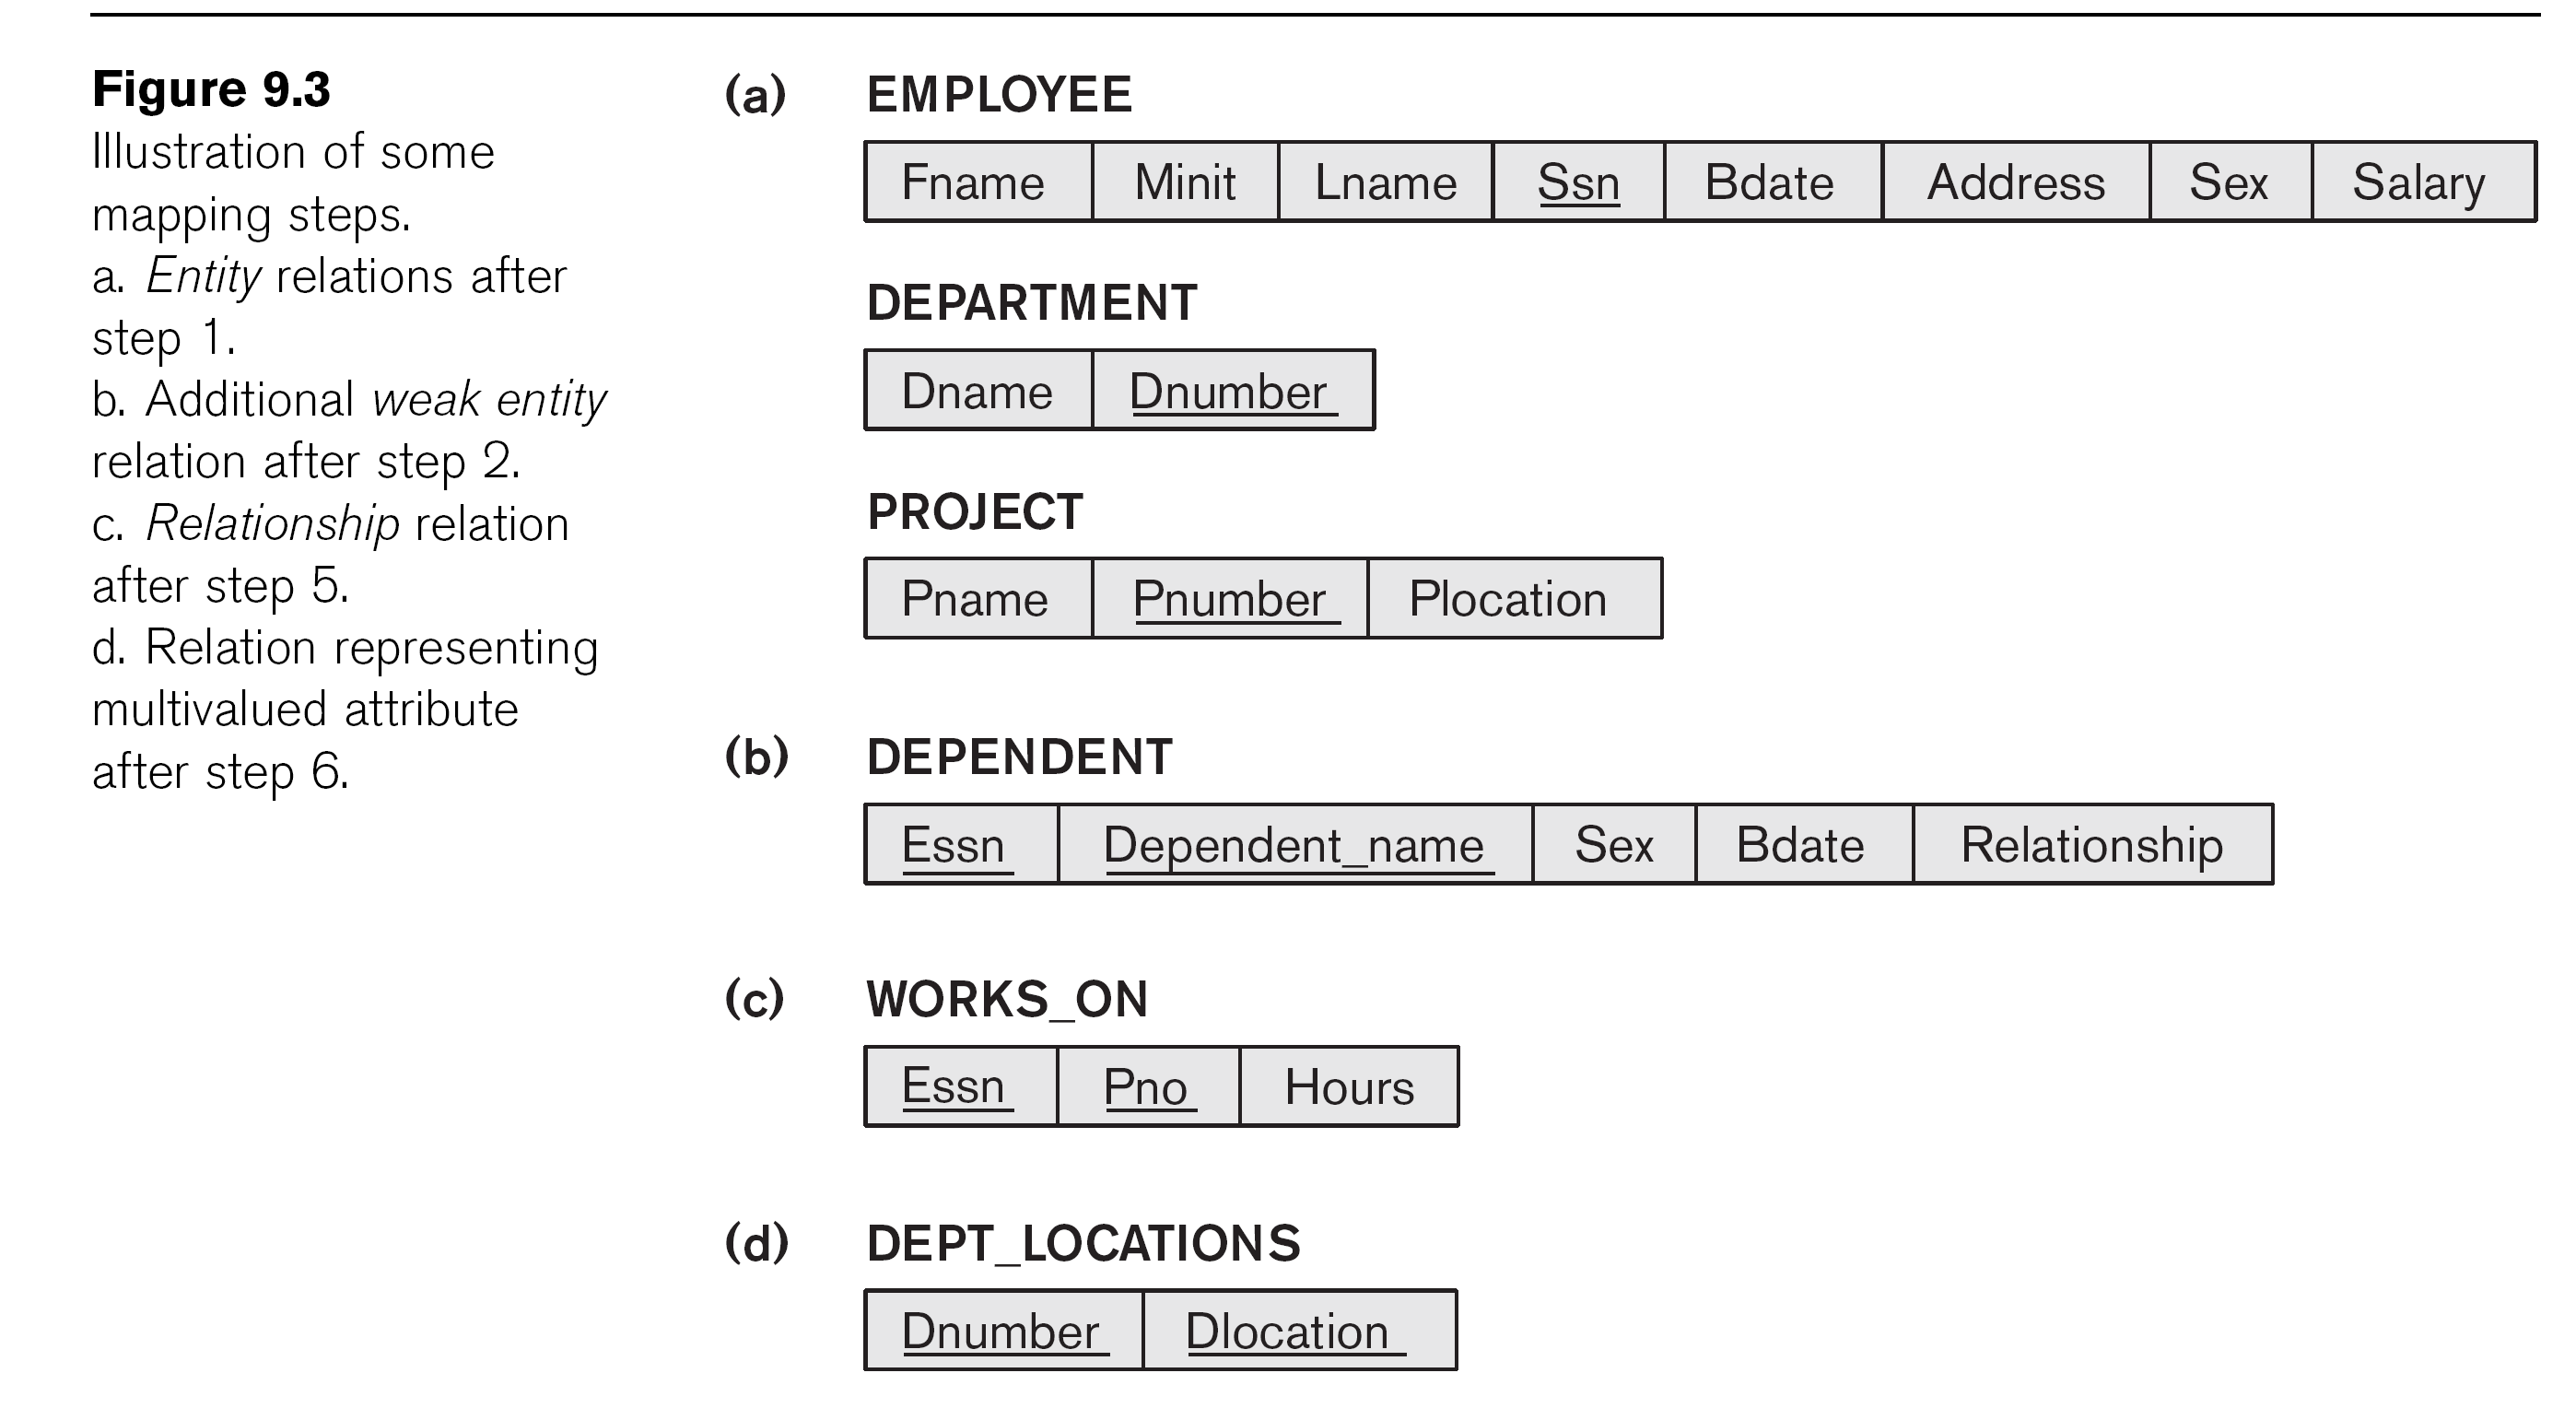 Figure 9.3
Illustration of some
mapping steps.
a. Entity relations after
step 1.
b. Additional weak entity
relation after step 2.
c. Relationship relation
after step 5.
d. Relation representing
multivalued attribute
after step 6.
(a) EMPLOYEE
Fname Minit Lname Ssn Bdate Address Sex Salary
DEPARTMENT
Dname Dnumber
PROJECT
Pname Pnumber Plocation
(b) DEPENDENT
Essn Dependent_name Sex Bdate Relationship
(c) WORKS_ON
Essn Pno Hours
(d) DEPT_LOCATIONS
Dnumber Dlocation